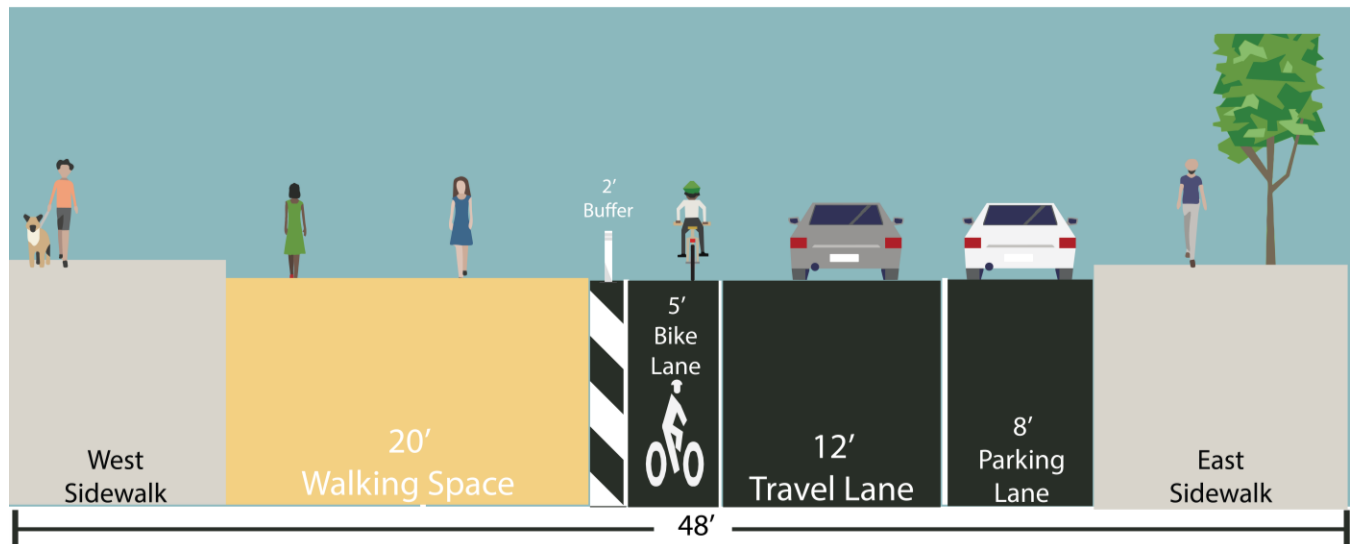 2’
Buffer
5’
Bike
Lane
20’
Walking Space
12’
Travel Lane
8’
Parking
Lane
West
Sidewalk
East
Sidewalk
48’